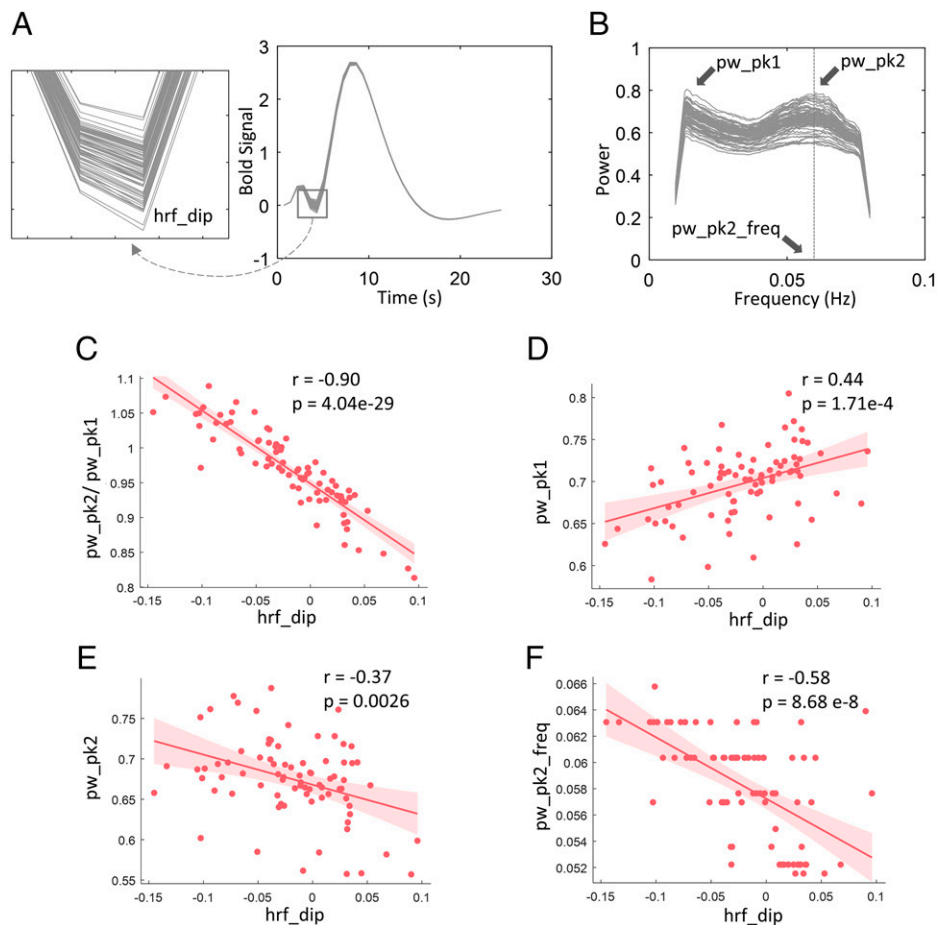 A
hrf_dip
Bold Signal
3
2
1
0
-1
0 10 20 30
Time (s)
B
pw_pk1
pw_pk2
pw_pk2_freq
Power
1
0.8
0.6
0.4
0.2
0
0 0.05 0.1
Frequency (Hz)
C
r = -0.90
p = 4.04e-29
pw_pk2/ pw_pk1
1.1
1.05
1
0.95
0.9
0.85
0.8
-0.15 -0.1 -0.05 0 0.05 0.1
hrf_dip
D
r = 0.44
p = 1.71e-4
pw_pk1
0.8
0.75
0.7
0.65
0.6
-0.15 -0.1 -0.05 0 0.05 0.1
hrf_dip
E
r = -0.37
p = 0.0026
pw_pk2
0.75
0.7
0.65
0.6
0.55
-0.15 -0.1 -0.05 0 0.05 0.1
hrf_dip
F
r = -0.58
p = 8.68 e-8
pw_pk2_freq
0.066
0.064
0.062
0.06
0.058
0.056
0.054
0.052
-0.15 -0.1 -0.05 0 0.05 0.1
hrf_dip